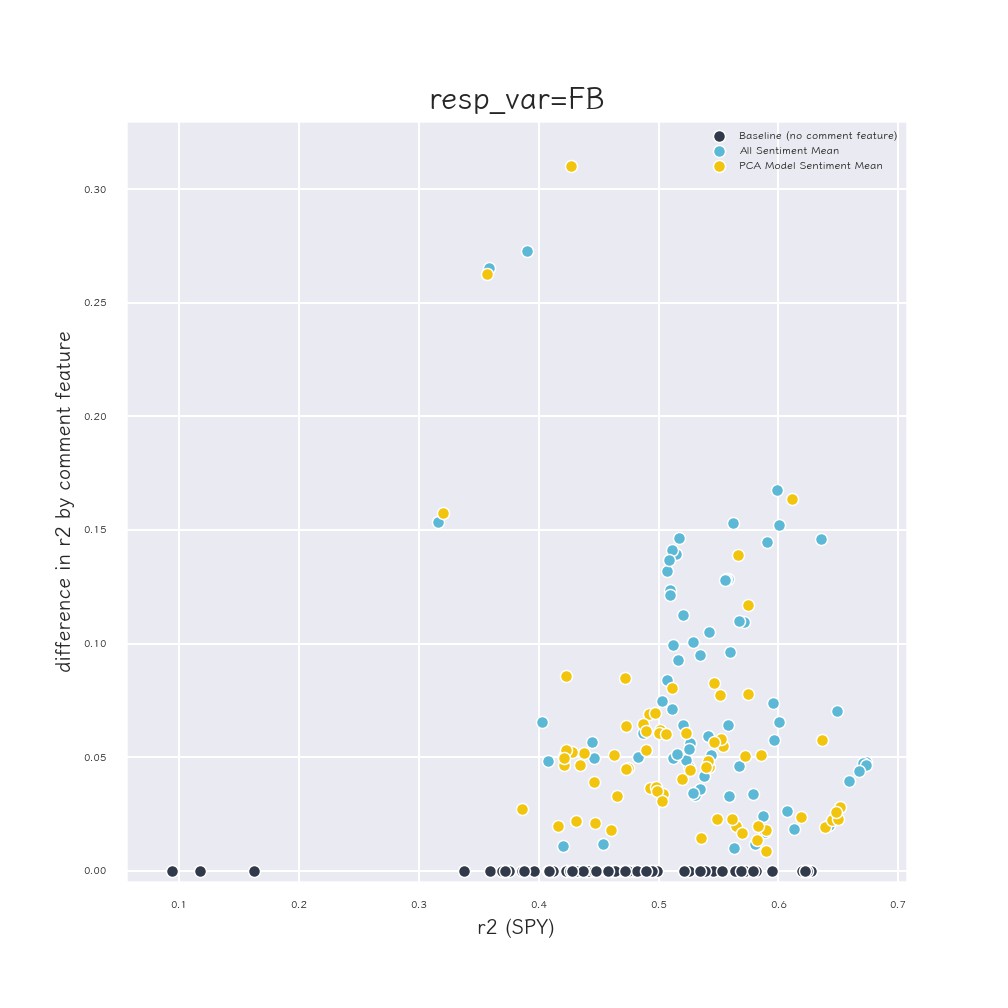 resp_var=FB
Baseline (no comment feature)
All Sentiment Mean
PCA Model Sentiment Mean
difference in r2 by comment feature
0.30
0.25
0.20
0.15
0.10
0.05
0.00
0.1 0.2 0.3 0.4 0.5 0.6 0.7
r2 (SPY)